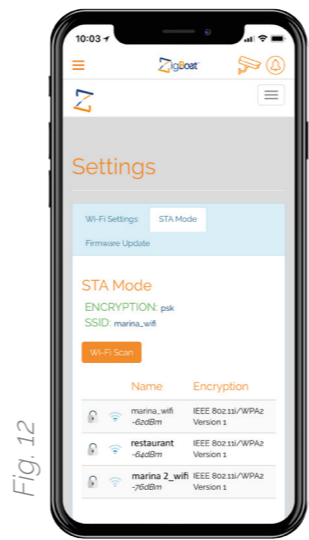 10:03
ZigBoat™
Z
Settings
Wi-Fi Settings STA Mode
Firmware Update
STA Mode
ENCRYPTION: psk
SSID: marina_wifi
Wi-Fi Scan
Name Encryption
marina_wifi IEEE 802.11i/WPA2
-62dBm Version 1
restaurant IEEE 802.11i/WPA2
-64dBm Version 1
marina 2_wifi IEEE 802.11i/WPA2
-76dBm Version 1
Fig. 12